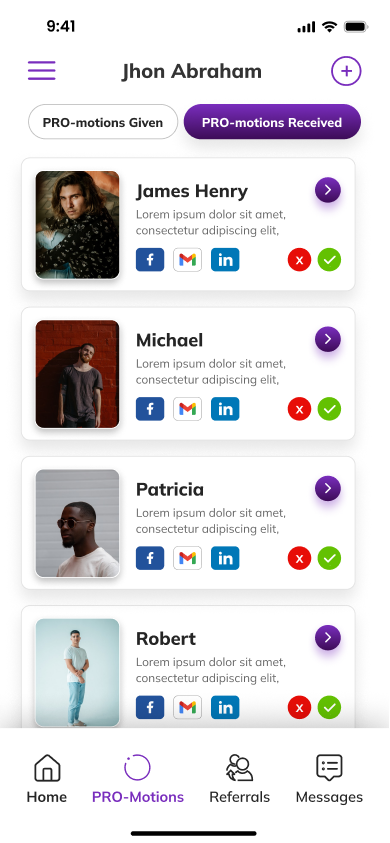 9:41
Jhon Abraham
PRO-motions Given
PRO-motions Received
James Henry
Lorem ipsum dolor sit amet,
consectetur adipiscing elit,
f M in x
Michael
Lorem ipsum dolor sit amet,
consectetur adipiscing elit,
f M in x
Patricia
Lorem ipsum dolor sit amet,
consectetur adipiscing elit,
f M in x
Robert
Lorem ipsum dolor sit amet,
consectetur adipiscing elit,
f M in x
Home
PRO-Motions
Referrals
Messages